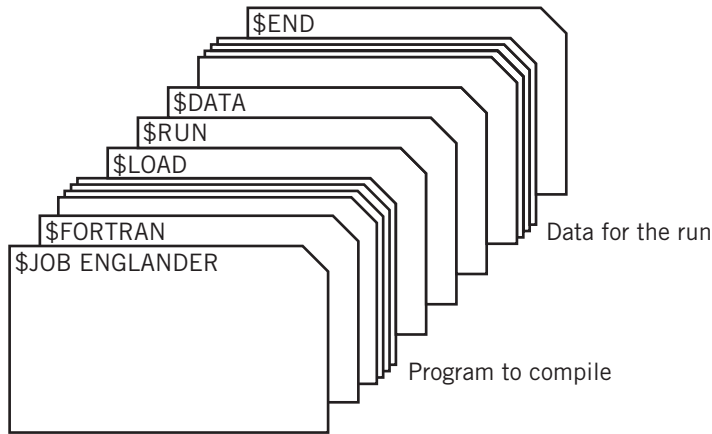 $END
$DATA
$RUN
$LOAD
$FORTRAN
$JOB ENGLANDER
Data for the run
Program to compile